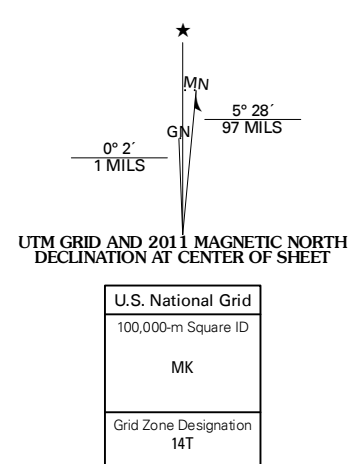 MN
5° 28´
97 MILS
GN
0° 2´
1 MILS
UTM GRID AND 2011 MAGNETIC NORTH
DECLINATION AT CENTER OF SHEET
U.S. National Grid
100,000-m Square ID
MK
Grid Zone Designation
14T